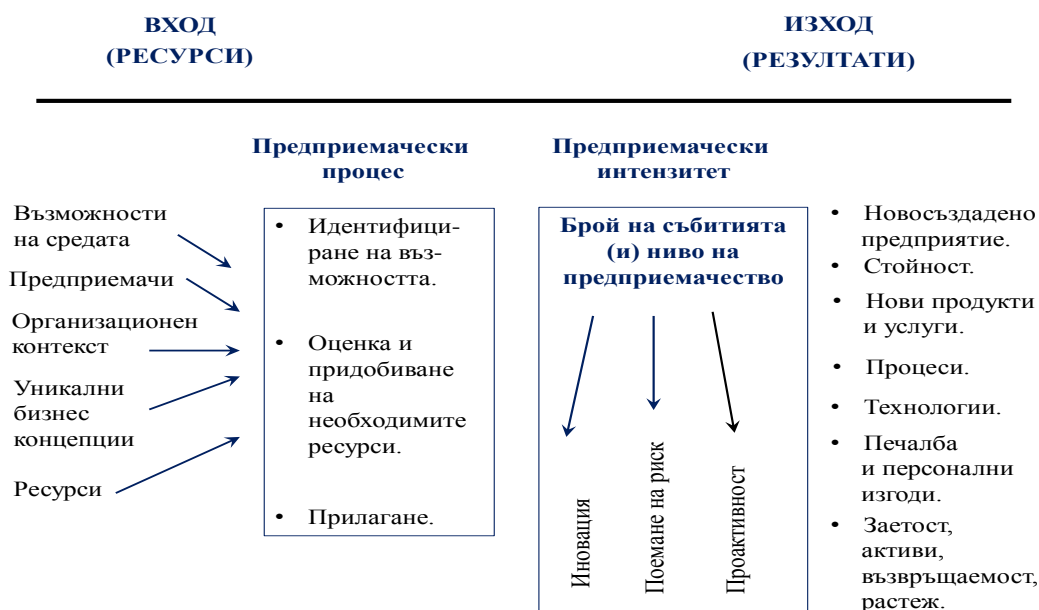 ВХОД
(РЕСУРСИ)
ИЗХОД
(РЕЗУЛТАТИ)
Предприемачески
процес
Предприемачески
интензитет
Възможности
на средата
Предприемачи
Организационен
контекст
Уникални
бизнес
концепции
Ресурси
• Идентифици-
ране на въз-
можността.
• Оценка и
придобиване
на
необходимите
ресурси.
• Прилагане.
Брой на събитията
(и) ниво на
предприемачество
Иновация
Поемане на риск
Проактивност
• Новосъздадено
предприятие.
• Стойност.
• Нови продукти
и услуги.
• Процеси.
• Технологии.
• Печалба
и персонални
изгоди.
• Заетост,
активи,
възвръщаемост,
растеж.